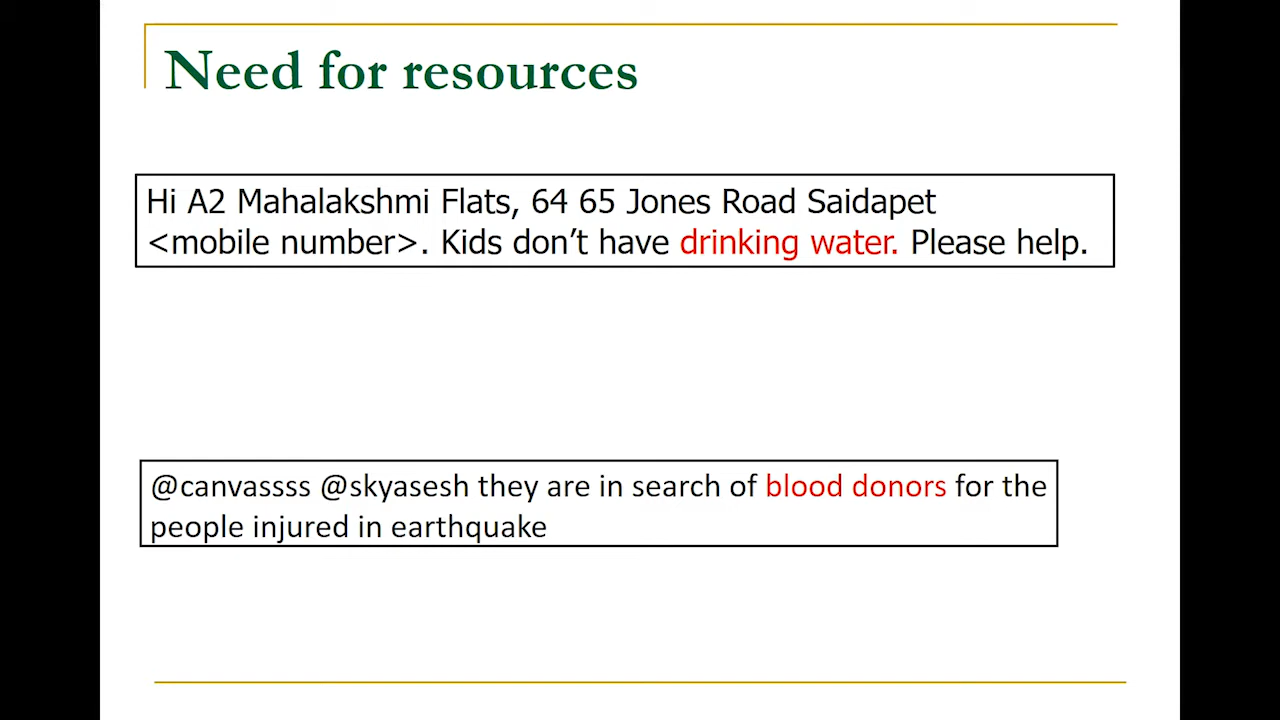 Need for resources
Hi A2 Mahalakshmi Flats, 64 65 Jones Road Saidapet
<mobile number>. Kids don’t have drinking water. Please help.
@canvassss @skyasesh they are in search of blood donors for the
people injured in earthquake